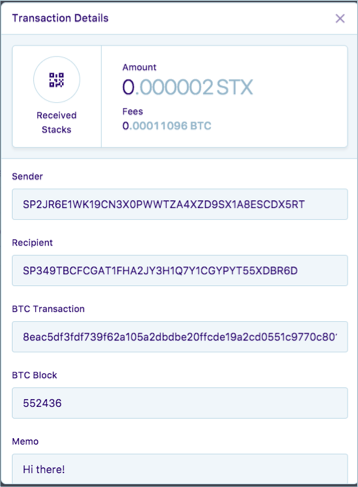 Transaction Details
Amount
0.000002 STX
Fees
0.00011096 BTC
Received
Stacks
Sender
SP2JR6E1WK19CN3X0PWWTZA4XZD9SX1A8ESCDX5RT
Recipient
SP349TBCFCGAT1FHA2JY3H1Q7Y1CGYPYT55XDBR6D
BTC Transaction
8eac5df3fdf739f62a105a2dbdbe20ffcde19a2cd0551c9770c80
BTC Block
552436
Memo
Hi there!